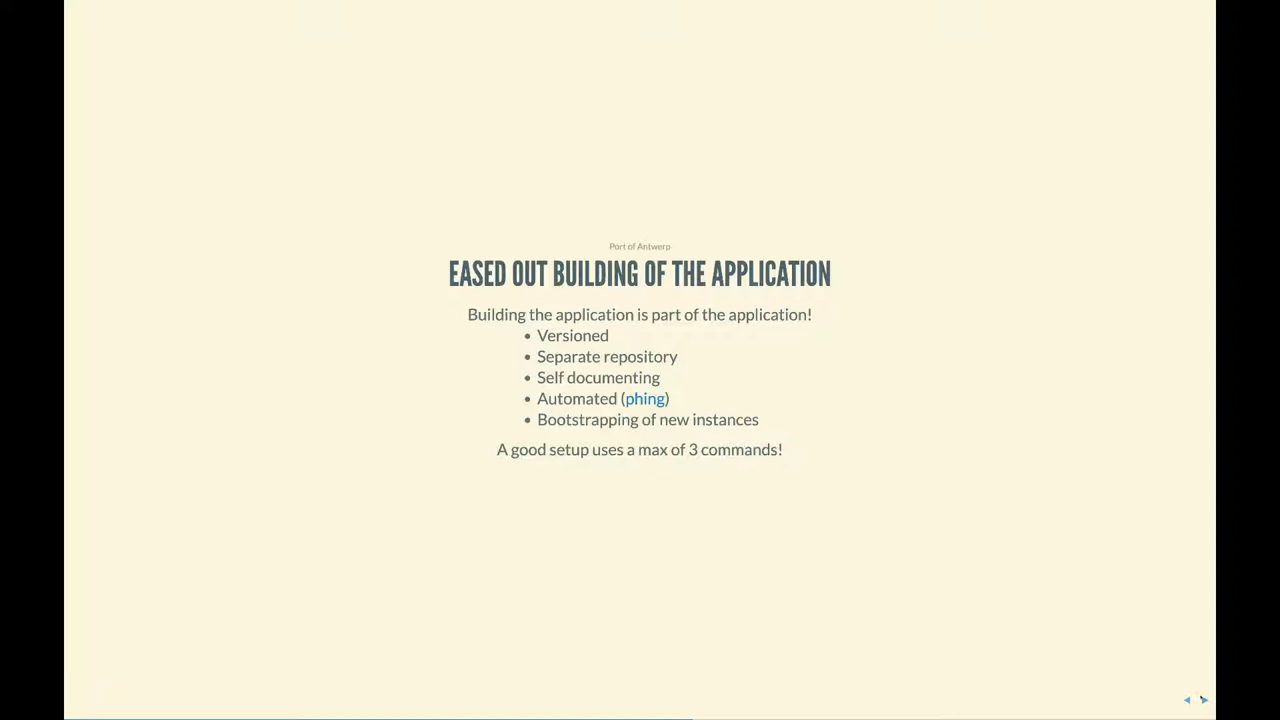 Port of Antwerp
EASED OUT BUILDING OF THE APPLICATION
Building the application is part of the application!
• Versioned
• Separate repository
• Self documenting
• Automated (phing)
• Bootstrapping of new instances
A good setup uses a max of 3 commands!